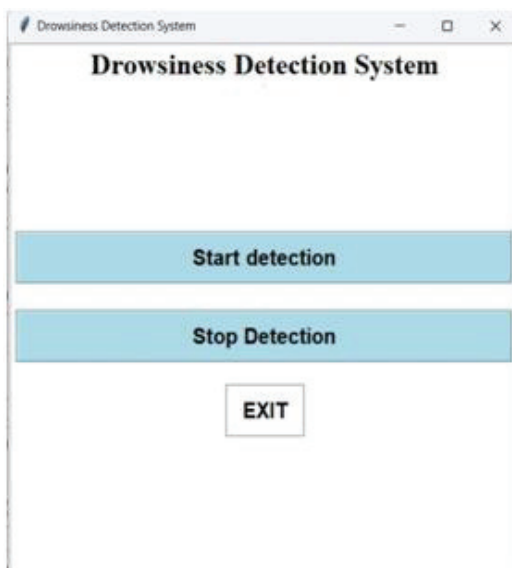 Drowsiness Detection System
Drowsiness Detection System
Start detection
Stop Detection
EXIT